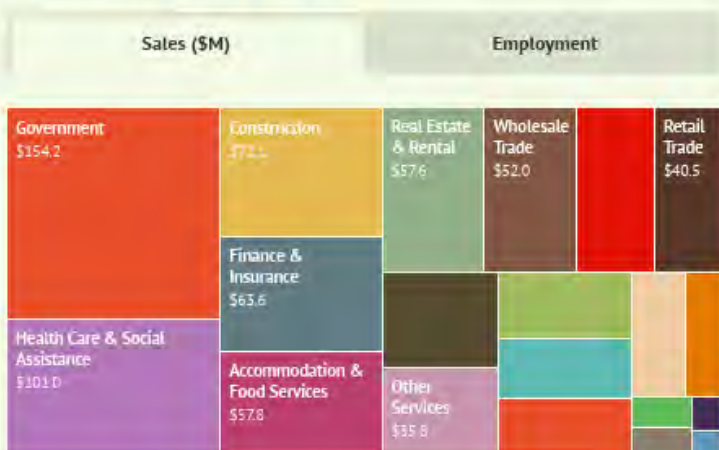 Sales ($M)
Employment
Government
$154.2
Health Care & Social
Assistance
$101.0
Construction
Finance &
Insurance
$63.6
Accommodation &
Food Services
$57.8
Real Estate
& Rental
$57.6
Wholesale
Trade
$52.0
Retail
Trade
$40.5
Other
Services
$35.8